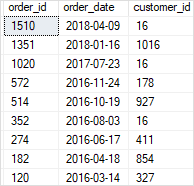 order_id order_date customer_id
1510 2018-04-09 16
1351 2018-01-16 1016
1020 2017-07-23 16
572 2016-11-24 178
514 2016-10-19 927
352 2016-08-03 16
274 2016-06-17 411
182 2016-04-18 854
120 2016-03-14 327